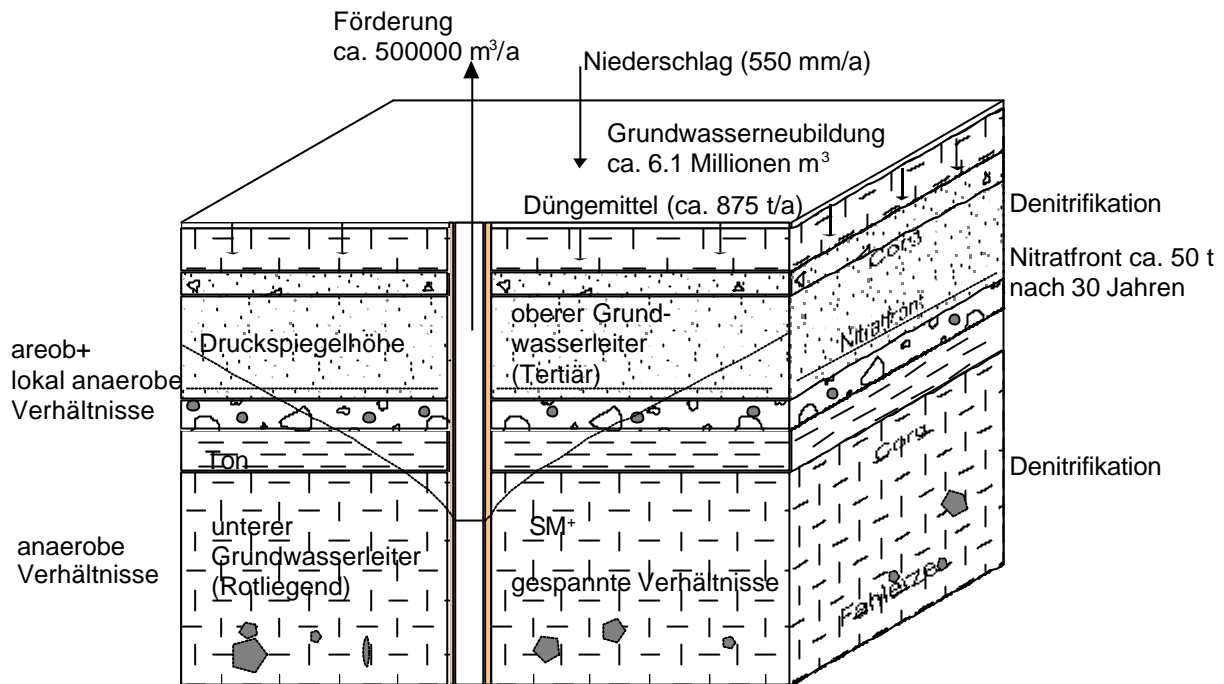 Förderung
ca. 500000 m³/a
Niederschlag (550 mm/a)
Grundwasserneubildung
ca. 6.1 Millionen m³
Düngemittel (ca. 875 t/a)
Denitrifikation
Nitratfront ca. 50 t
nach 30 Jahren
Corg
Nitratfront
oberer Grund-
wasserleiter
(Tertiär)
Druckspiegelhöhe
areob+
lokal anaerobe
Verhältnisse
Ton
Corg
Denitrifikation
unterer
Grundwasserleiter
(Rotliegend)
SM⁺
gespannte Verhältnisse
anaerobe
Verhältnisse
Fahlerze